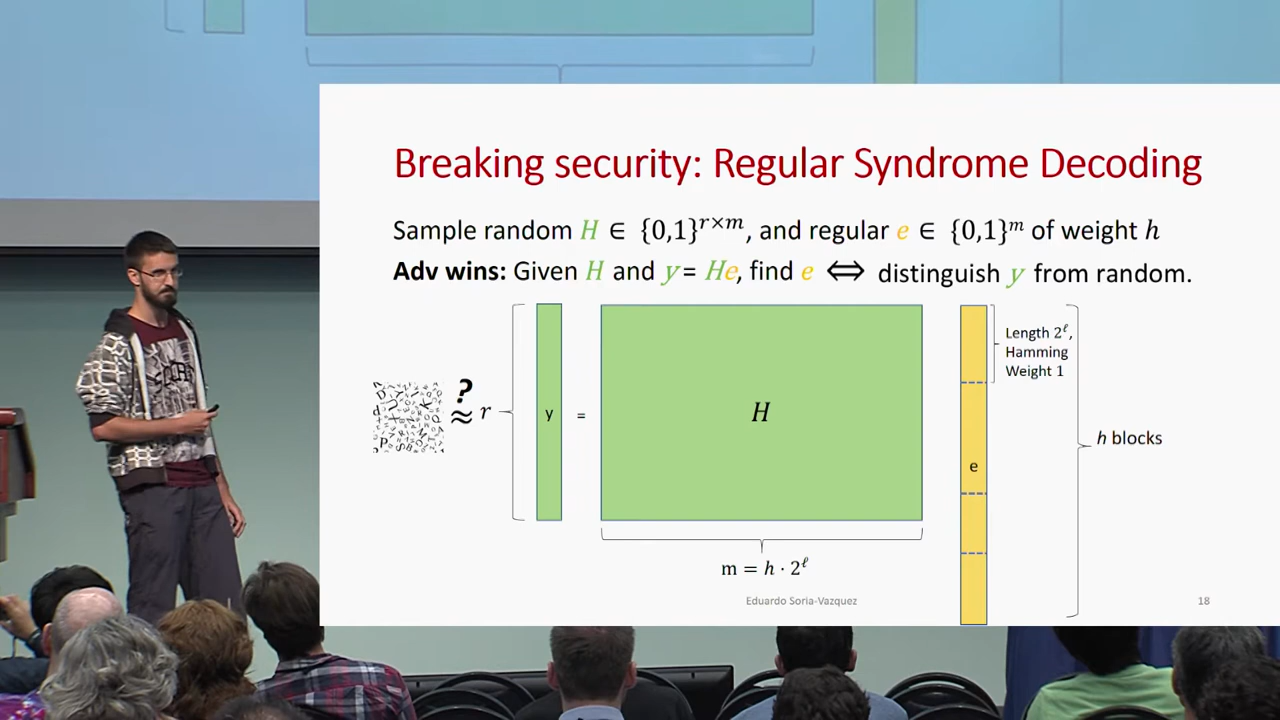 Breaking security: Regular Syndrome Decoding
Sample random H ∈ {0,1}^{r×m}, and regular e ∈ {0,1}^m of weight h
Adv wins: Given H and y = He, find e ⟺ distinguish y from random.
Length 2^ℓ,
Hamming
Weight 1
? ≈ r
y
=
H
e
h blocks
m = h · 2^ℓ
Eduardo Soria-Vazquez
18